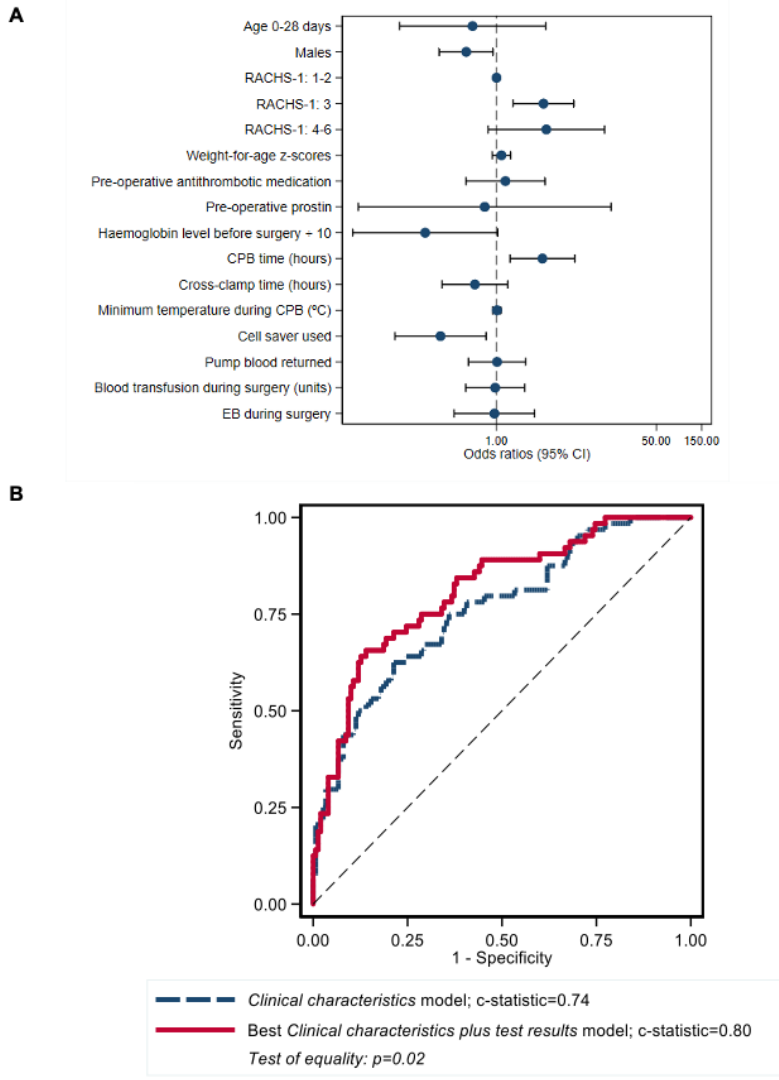 A
Age 0-28 days
Males
RACHS-1: 1-2
RACHS-1: 3
RACHS-1: 4-6
Weight-for-age z-scores
Pre-operative antithrombotic medication
Pre-operative prostin
Haemoglobin level before surgery ÷ 10
CPB time (hours)
Cross-clamp time (hours)
Minimum temperature during CPB (ºC)
Cell saver used
Pump blood returned
Blood transfusion during surgery (units)
EB during surgery
1.00 50.00 150.00
Odds ratios (95% CI)
B
1.00
0.75
0.50
0.25
0.00
Sensitivity
0.00 0.25 0.50 0.75 1.00
1 - Specificity
Clinical characteristics model; c-statistic=0.74
Best Clinical characteristics plus test results model; c-statistic=0.80
Test of equality: p=0.02